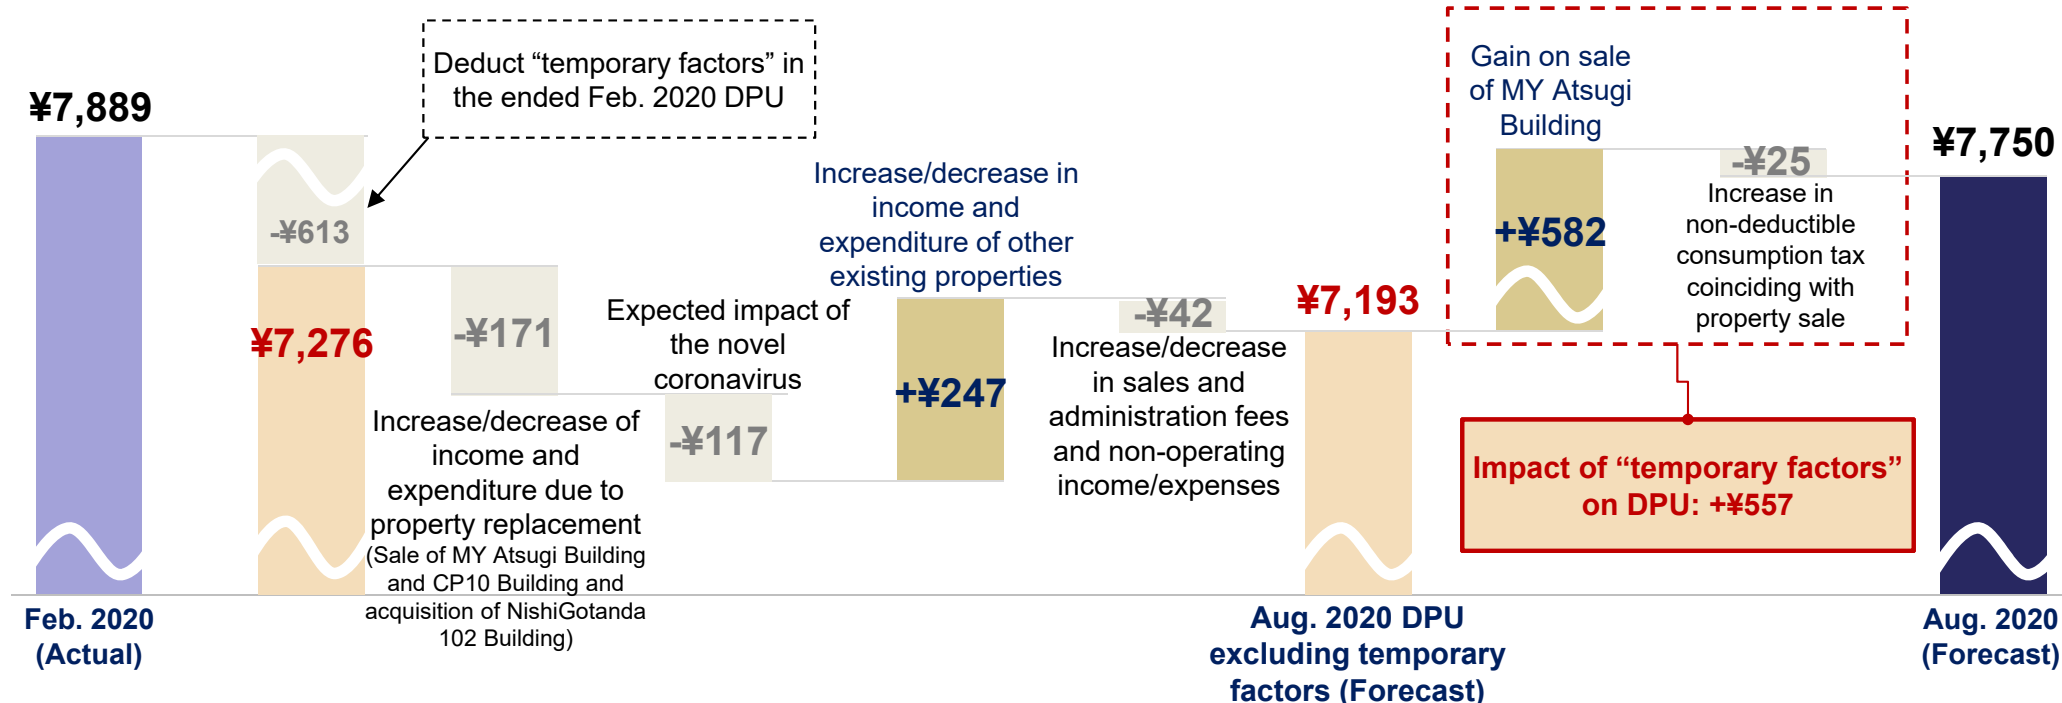 ¥7,889
Deduct “temporary factors” in
the ended Feb. 2020 DPU
-¥613
¥7,276
-¥171
Increase/decrease of
income and
expenditure due to
property replacement
(Sale of MY Atsugi Building
and CP10 Building and
acquisition of NishiGotanda
102 Building)
Expected impact of
the novel
coronavirus
-¥117
Increase/decrease in
income and
expenditure of other
existing properties
+¥247
-¥42
Increase/decrease
in sales and
administration fees
and non-operating
income/expenses
¥7,193
Gain on sale
of MY Atsugi
Building
+¥582
-¥25
Increase in
non-deductible
consumption tax
coinciding with
property sale
Impact of “temporary factors”
on DPU: +¥557
¥7,750
Feb. 2020
(Actual)
Aug. 2020 DPU
excluding temporary
factors (Forecast)
Aug. 2020
(Forecast)